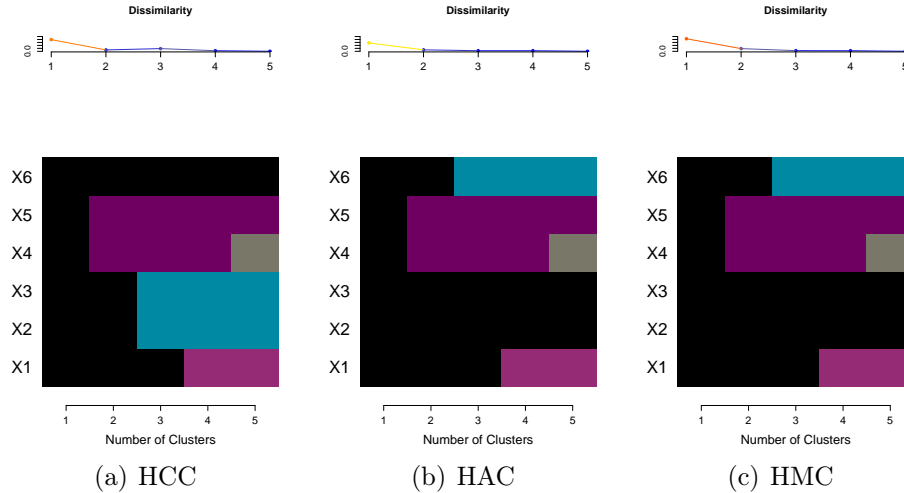 Dissimilarity
0.0
1 2 3 4 5
X6
X5
X4
X3
X2
X1
1 2 3 4 5
Number of Clusters
(a) HCC
Dissimilarity
0.0
1 2 3 4 5
X6
X5
X4
X3
X2
X1
1 2 3 4 5
Number of Clusters
(b) HAC
Dissimilarity
0.0
1 2 3 4 5
X6
X5
X4
X3
X2
X1
1 2 3 4 5
Number of Clusters
(c) HMC